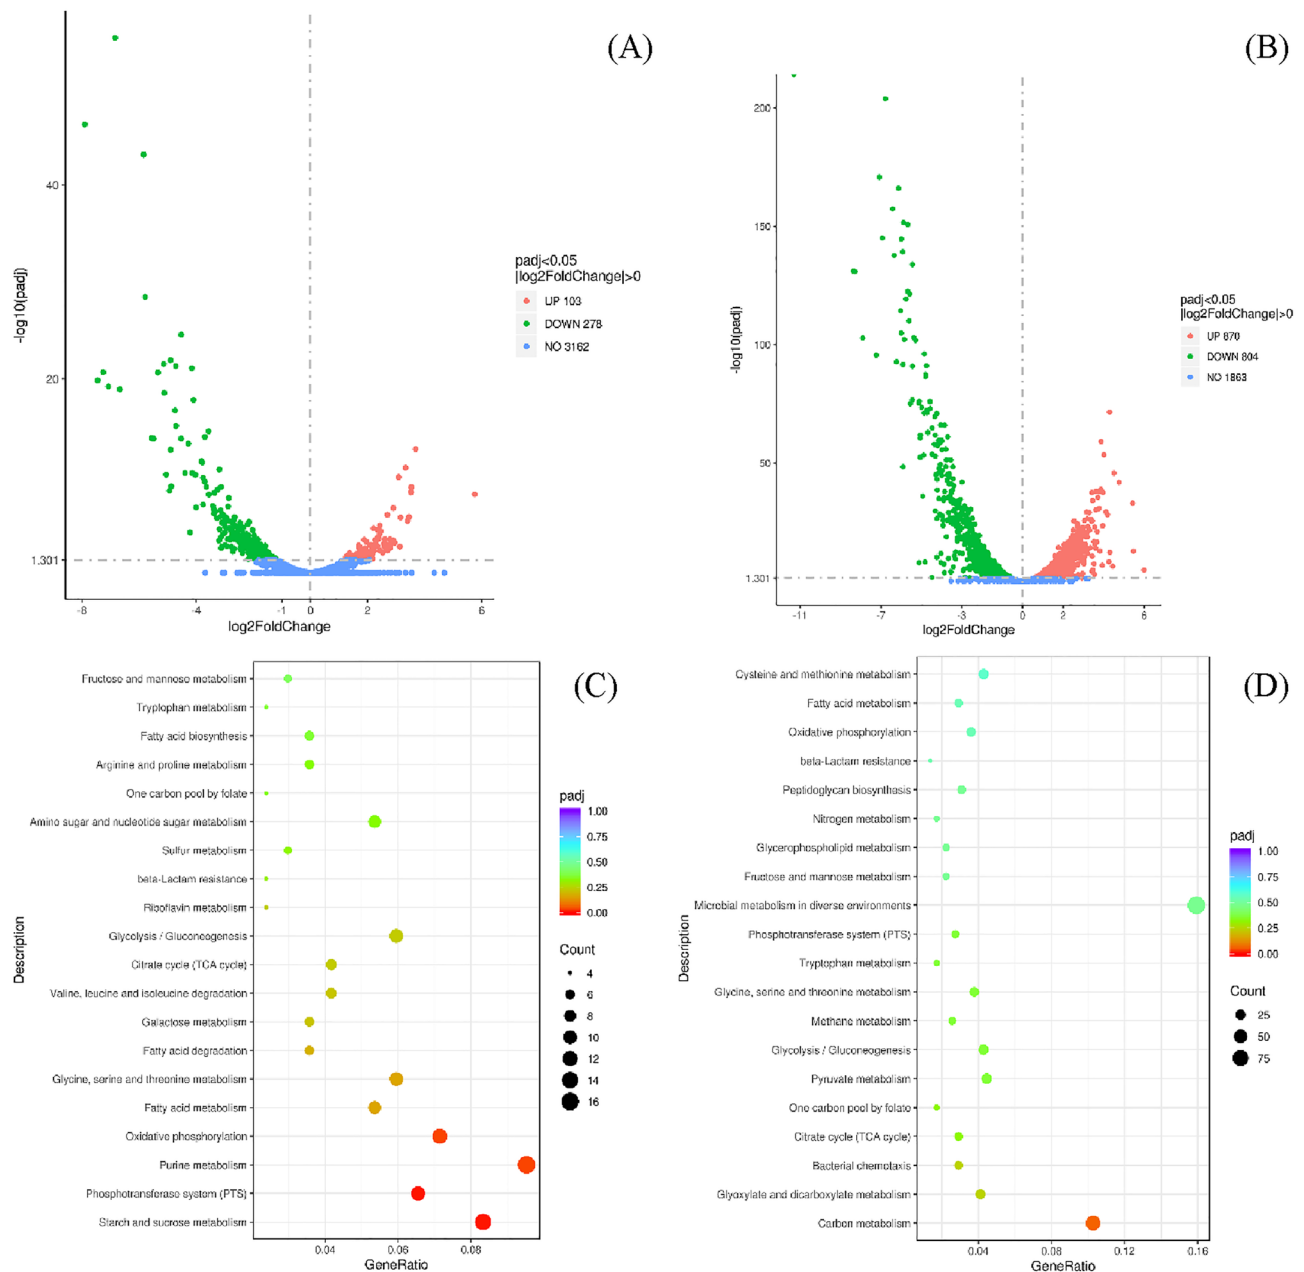 (A)
-log10(padj)
40
20
1.301
-8
-4
-1
0
2
6
log2FoldChange
padj<0.05
|log2FoldChange|>0
UP 103
DOWN 278
NO 3162
(B)
-log10(padj)
200
150
100
50
1.301
-11
-7
-3
0
2
6
log2FoldChange
padj<0.05
|log2FoldChange|>0
UP 870
DOWN 804
NO 1863
(C)
Description
Fructose and mannose metabolism
Tryptophan metabolism
Fatty acid biosynthesis
Arginine and proline metabolism
One carbon pool by folate
Amino sugar and nucleotide sugar metabolism
Sulfur metabolism
beta-Lactam resistance
Riboflavin metabolism
Glycolysis / Gluconeogenesis
Citrate cycle (TCA cycle)
Valine, leucine and isoleucine degradation
Galactose metabolism
Fatty acid degradation
Glycine, serine and threonine metabolism
Fatty acid metabolism
Oxidative phosphorylation
Purine metabolism
Phosphotransferase system (PTS)
Starch and sucrose metabolism
0.04
0.06
0.08
GeneRatio
padj
1.00
0.75
0.50
0.25
0.00
Count
4
6
8
10
12
14
16
(D)
Description
Cysteine and methionine metabolism
Fatty acid metabolism
Oxidative phosphorylation
beta-Lactam resistance
Peptidoglycan biosynthesis
Nitrogen metabolism
Glycerophospholipid metabolism
Fructose and mannose metabolism
Microbial metabolism in diverse environments
Phosphotransferase system (PTS)
Tryptophan metabolism
Glycine, serine and threonine metabolism
Methane metabolism
Glycolysis / Gluconeogenesis
Pyruvate metabolism
One carbon pool by folate
Citrate cycle (TCA cycle)
Bacterial chemotaxis
Glyoxylate and dicarboxylate metabolism
Carbon metabolism
0.04
0.08
0.12
0.16
GeneRatio
padj
1.00
0.75
0.50
0.25
0.00
Count
25
50
75